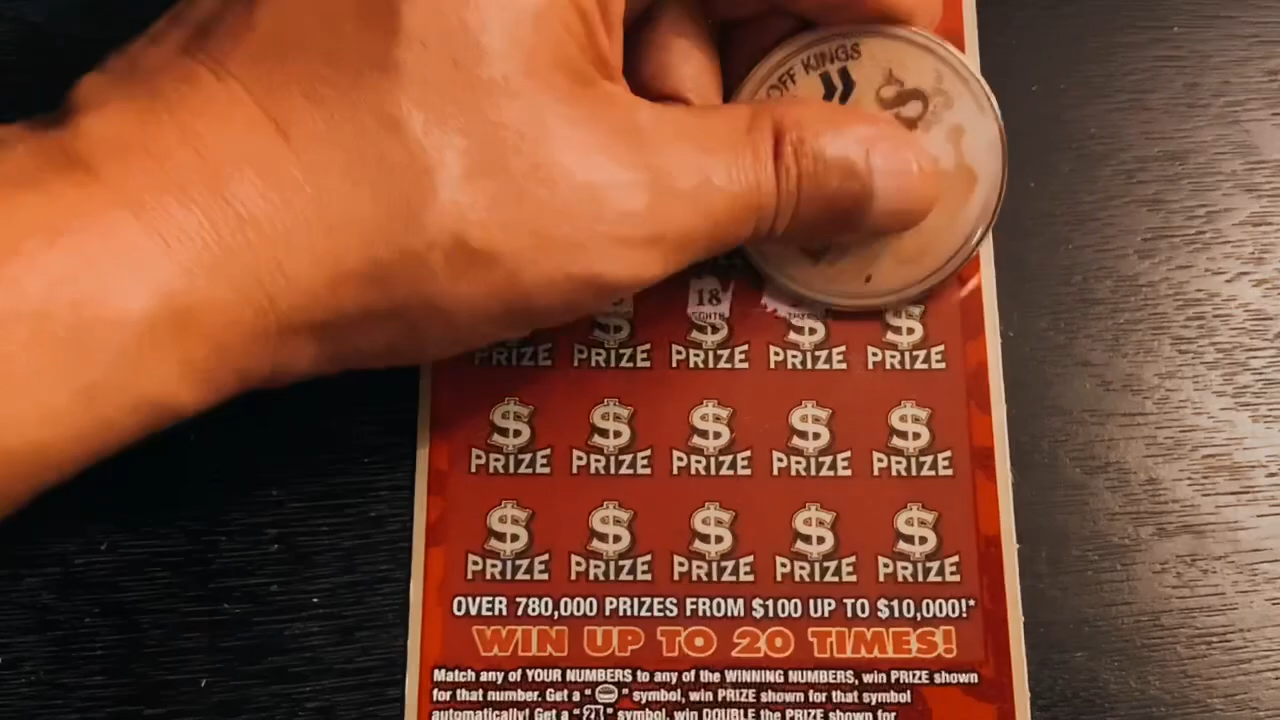 OFF KINGS
$
18
$ $ $ $
PRIZE PRIZE PRIZE PRIZE PRIZE
$ $ $ $ $
PRIZE PRIZE PRIZE PRIZE PRIZE
$ $ $ $ $
PRIZE PRIZE PRIZE PRIZE PRIZE
OVER 780,000 PRIZES FROM $100 UP TO $10,000!*
WIN UP TO 20 TIMES!
Match any of YOUR NUMBERS to any of the WINNING NUMBERS, win PRIZE shown
for that number. Get a " " symbol, win PRIZE shown for that symbol
automatically! Get a "2X" symbol, win DOUBLE the PRIZE shown for